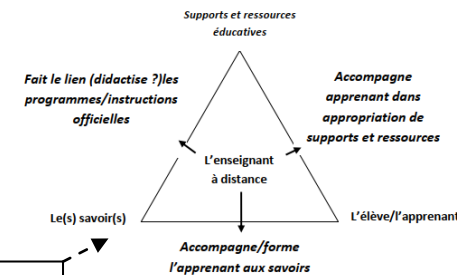 Supports et ressources
éducatives
Fait le lien (didactise ?)les
programmes/instructions
officielles
Accompagne
apprenant dans
appropriation de
supports et ressources
L'enseignant
à distance
Le(s) savoir(s)
L'élève/l'apprenant
Accompagne/forme
l'apprenant aux savoirs